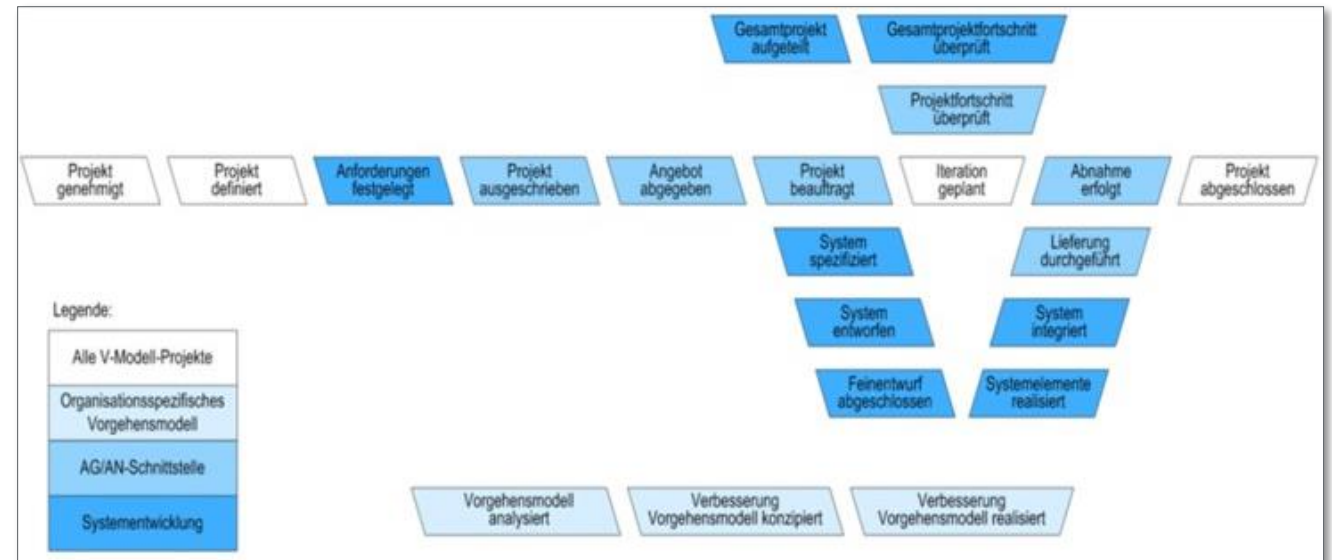 Gesamtprojekt
aufgeteilt
Gesamtprojektfortschritt
überprüft
Projektfortschritt
überprüft
Projekt
genehmigt
Projekt
definiert
Anforderungen
festgelegt
Projekt
ausgeschrieben
Angebot
abgegeben
Projekt
beauftragt
Iteration
geplant
Abnahme
erfolgt
Projekt
abgeschlossen
System
spezifiziert
Lieferung
durchgeführt
System
entworfen
System
integriert
Feinentwurf
abgeschlossen
Systemelemente
realisiert
Legende:
Alle V-Modell-Projekte
Organisationsspezifisches
Vorgehensmodell
AG/AN-Schnittstelle
Systementwicklung
Vorgehensmodell
analysiert
Verbesserung
Vorgehensmodell konzipiert
Verbesserung
Vorgehensmodell realisiert